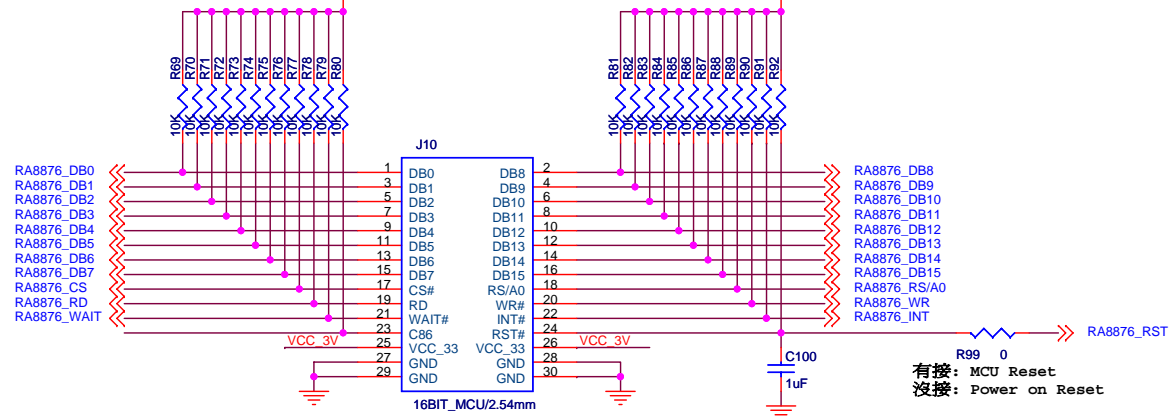 R69 R70 R71 R72 R73 R74 R75 R76 R77 R78 R79 R80
10K 10K 10K 10K 10K 10K 10K 10K 10K 10K 10K 10K
R81 R82 R83 R84 R85 R86 R87 R88 R89 R90 R91 R92
10K 10K 10K 10K 10K 10K 10K 10K 10K 10K 10K 10K
J10
RA8876_DB0 1 DB0 DB8 2 RA8876_DB8
RA8876_DB1 3 DB1 DB9 4 RA8876_DB9
RA8876_DB2 5 DB2 DB10 6 RA8876_DB10
RA8876_DB3 7 DB3 DB11 8 RA8876_DB11
RA8876_DB4 9 DB4 DB12 10 RA8876_DB12
RA8876_DB5 11 DB5 DB13 12 RA8876_DB13
RA8876_DB6 13 DB6 DB14 14 RA8876_DB14
RA8876_DB7 15 DB7 DB15 16 RA8876_DB15
RA8876_CS 17 CS# RS/A0 18 RA8876_RS/A0
RA8876_RD 19 RD WR# 20 RA8876_WR
RA8876_WAIT 21 WAIT# INT# 22 RA8876_INT
23 C86 RST# 24 RA8876_RST
VCC_3V 25 VCC_33 VCC_33 26 VCC_3V
27 GND GND 28
29 GND GND 30
16BIT_MCU/2.54mm
C100
1uF
R99 0
有接: MCU Reset
沒接: Power on Reset